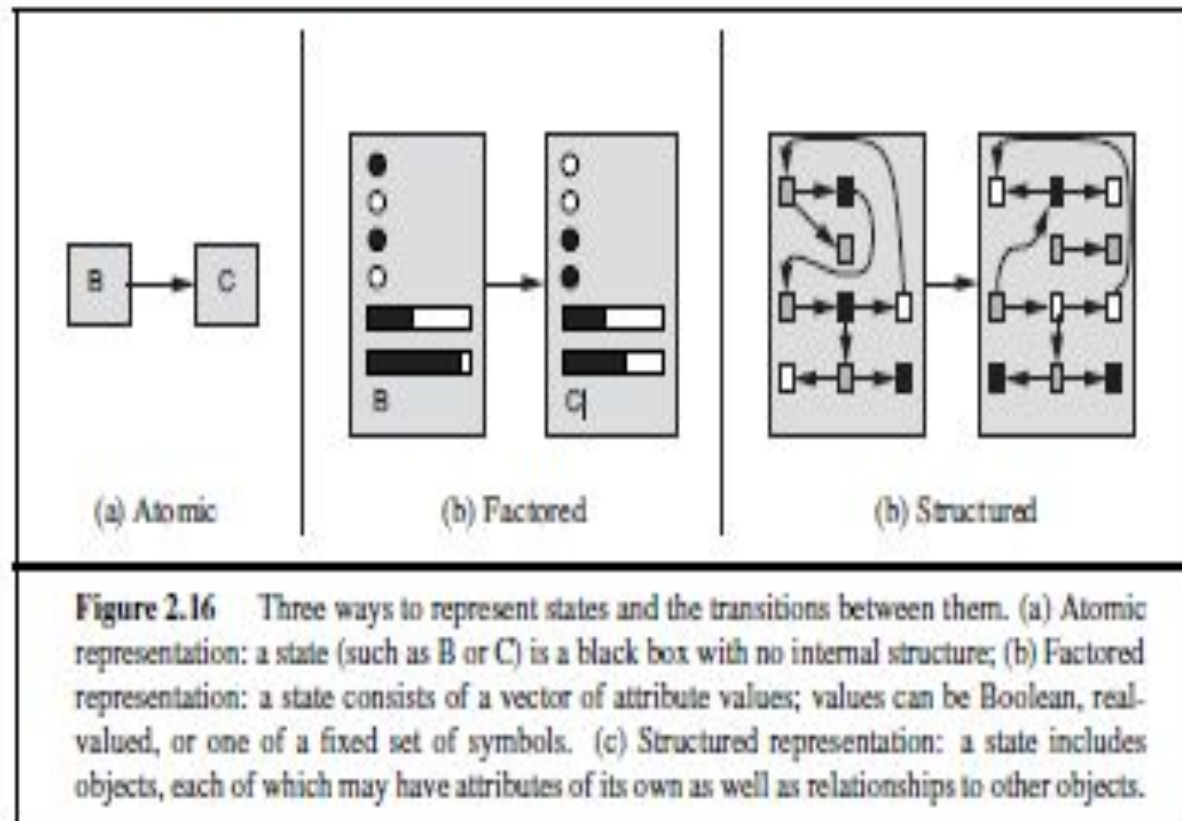 B
C
B
C
(a) Atomic
(b) Factored
(b) Structured
Figure 2.16 Three ways to represent states and the transitions between them. (a) Atomic
representation: a state (such as B or C) is a black box with no internal structure; (b) Factored
representation: a state consists of a vector of attribute values; values can be Boolean, real-
valued, or one of a fixed set of symbols. (c) Structured representation: a state includes
objects, each of which may have attributes of its own as well as relationships to other objects.